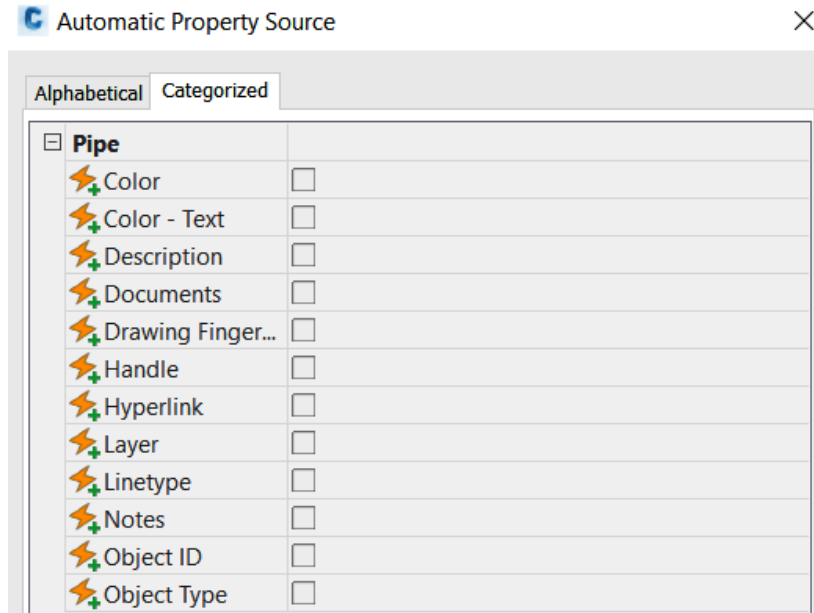 Automatic Property Source
Alphabetical Categorized
Pipe
Color
Color - Text
Description
Documents
Drawing Finger...
Handle
Hyperlink
Layer
Linetype
Notes
Object ID
Object Type